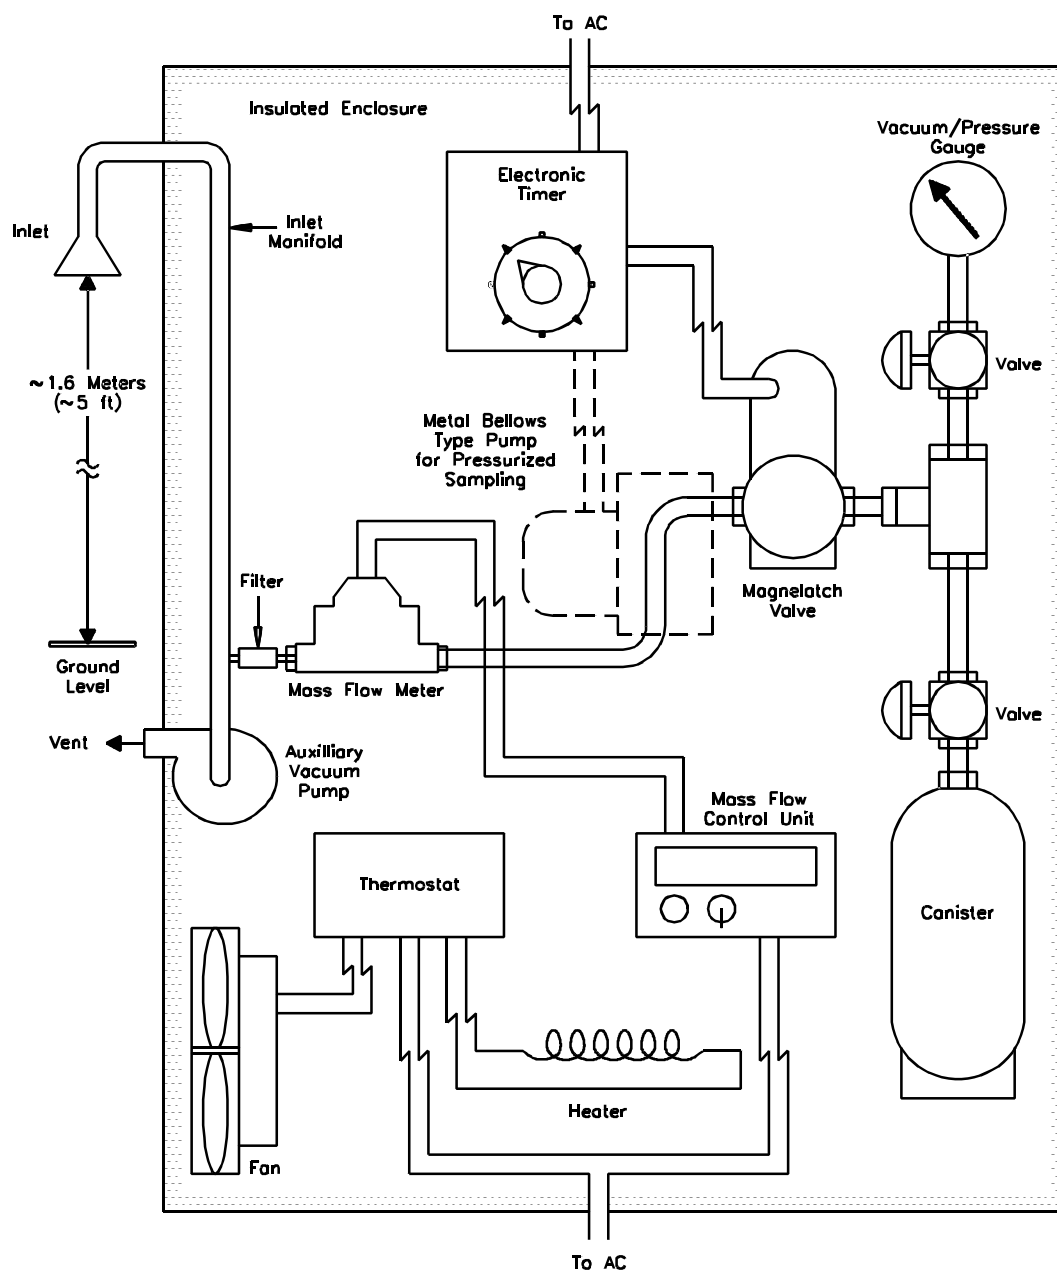 To AC
Insulated Enclosure
Vacuum/Pressure
Gauge
Electronic
Timer
Inlet
Inlet
Manifold
~1.6 Meters
(~5 ft)
Valve
Metal Bellows
Type Pump
for Pressurized
Sampling
Filter
Magnelatch
Valve
Ground
Level
Mass Flow Meter
Valve
Vent
Auxilliary
Vacuum
Pump
Mass Flow
Control Unit
Thermostat
Canister
Heater
Fan
To AC